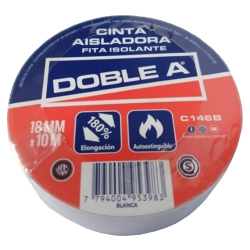 CINTA
AISLADORA
FITA ISOLANTE
DOBLE A
C146B
18 MM
x 10 M
180%
Elongación
Autoextinguible
S
7 794004 953983
BLANCA